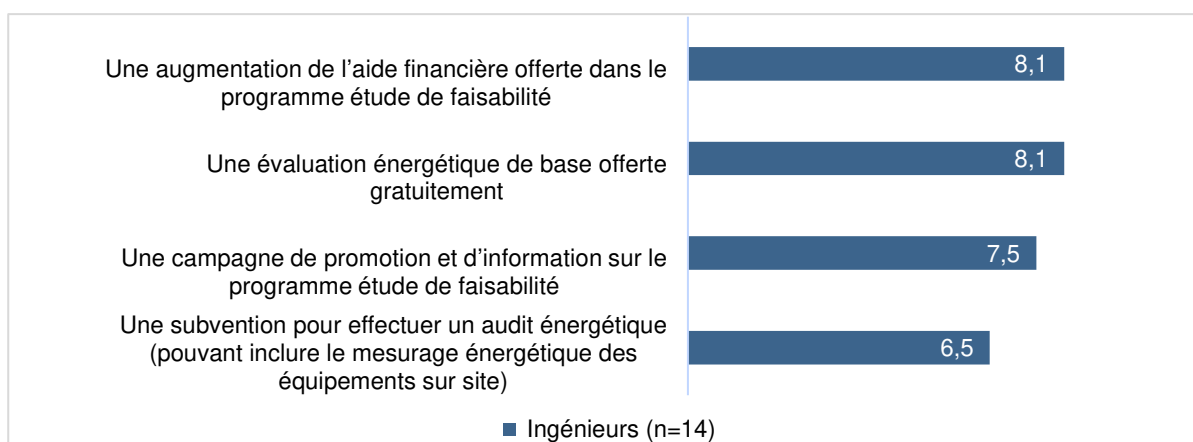 Une augmentation de l’aide financière offerte dans le
programme étude de faisabilité
8,1
Une évaluation énergétique de base offerte
gratuitement
8,1
Une campagne de promotion et d’information sur le
programme étude de faisabilité
7,5
Une subvention pour effectuer un audit énergétique
(pouvant inclure le mesurage énergétique des
équipements sur site)
6,5
Ingénieurs (n=14)